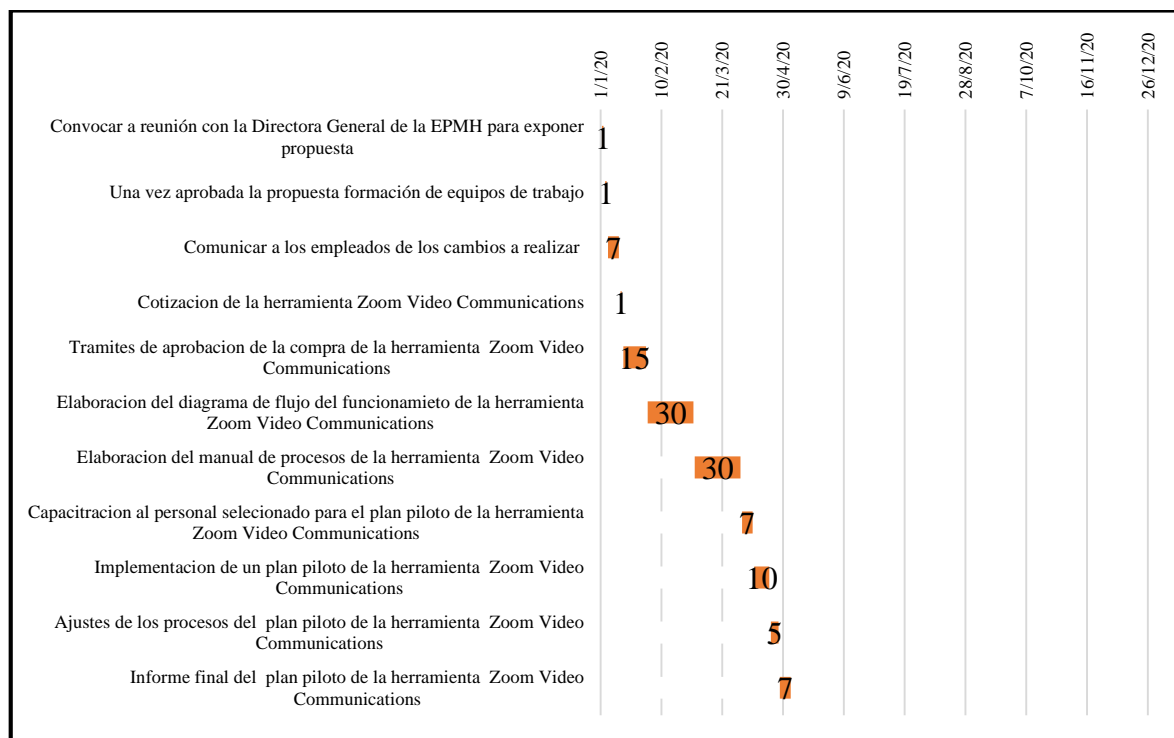 1/1/20
10/2/20
21/3/20
30/4/20
9/6/20
19/7/20
28/8/20
7/10/20
16/11/20
26/12/20
Convocar a reunión con la Directora General de la EPMH para exponer
propuesta
1
Una vez aprobada la propuesta formación de equipos de trabajo
1
Comunicar a los empleados de los cambios a realizar
7
Cotizacion de la herramienta Zoom Video Communications
1
Tramites de aprobacion de la compra de la herramienta Zoom Video
Communications
15
Elaboracion del diagrama de flujo del funcionamieto de la herramienta
Zoom Video Communications
30
Elaboracion del manual de procesos de la herramienta Zoom Video
Communications
30
Capacitracion al personal selecionado para el plan piloto de la herramienta
Zoom Video Communications
7
Implementacion de un plan piloto de la herramienta Zoom Video
Communications
10
Ajustes de los procesos del plan piloto de la herramienta Zoom Video
Communications
5
Informe final del plan piloto de la herramienta Zoom Video
Communications
7